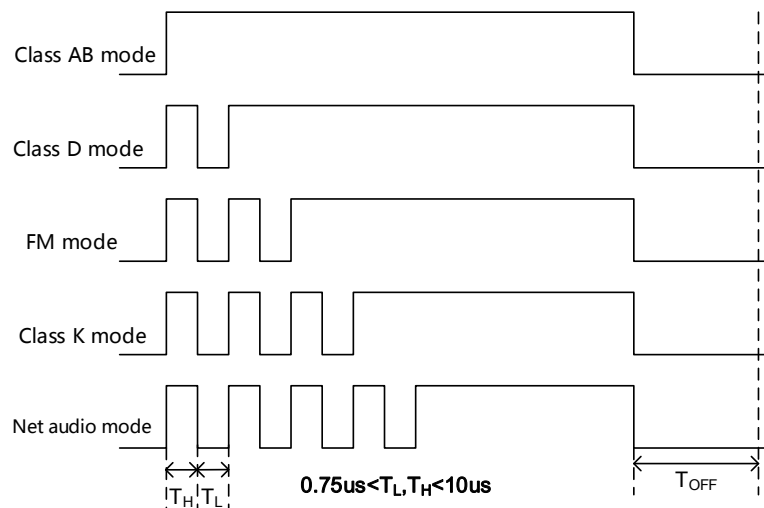 Class AB mode
Class D mode
FM mode
Class K mode
Net audio mode
TH TL 0.75us<TL,TH<10us TOFF